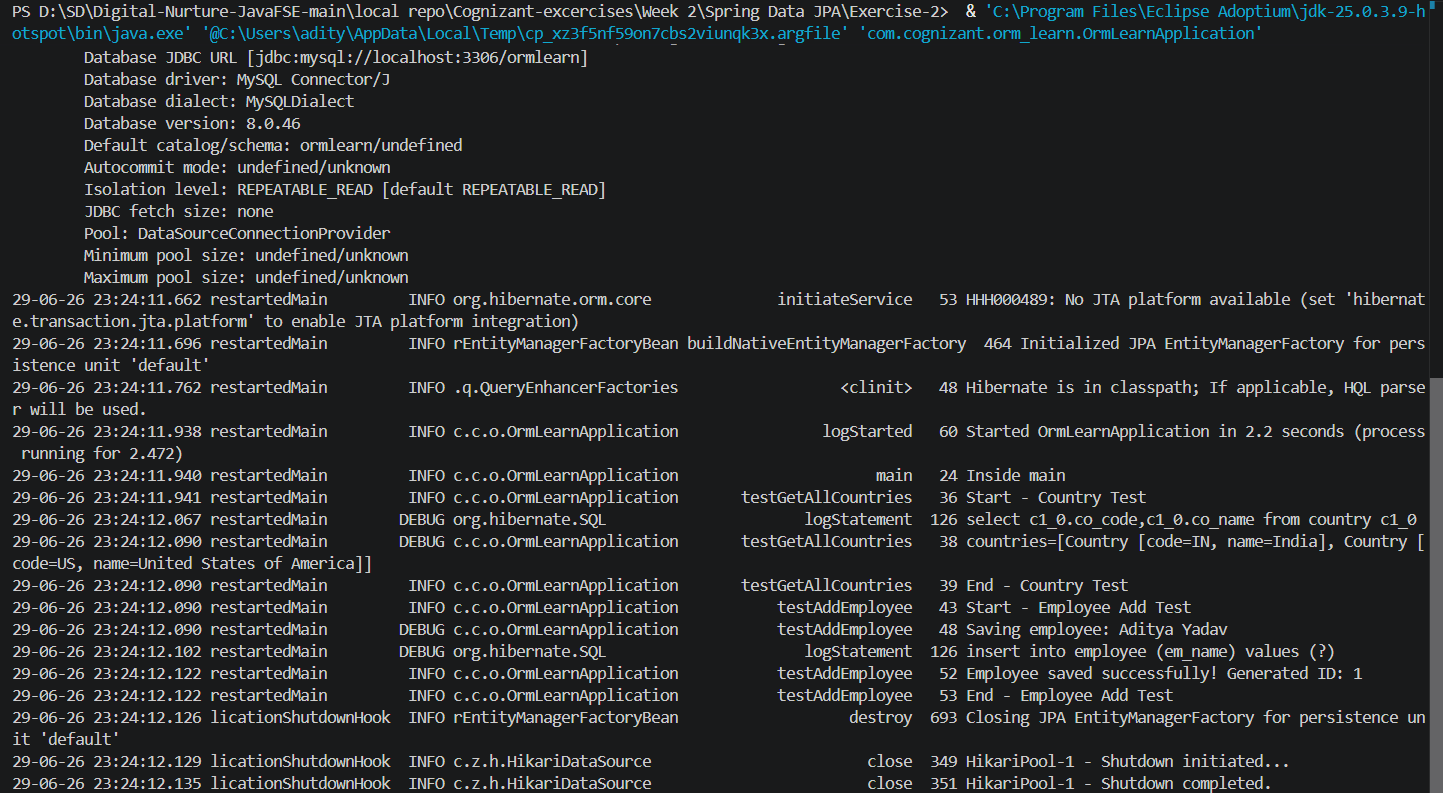 PS D:\SD\Digital-Nurture-JavaFSE-main\local repo\Cognizant-excercises\Week 2\Spring Data JPA\Exercise-2>  & 'C:\Program Files\Eclipse Adoptium\jdk-25.0.3.9-h
otspot\bin\java.exe' '@C:\Users\adity\AppData\Local\Temp\cp_xz3f5nf59on7cbs2viunqk3x.argfile' 'com.cognizant.orm_learn.OrmLearnApplication'
        Database JDBC URL [jdbc:mysql://localhost:3306/ormlearn]
        Database driver: MySQL Connector/J
        Database dialect: MySQLDialect
        Database version: 8.0.46
        Default catalog/schema: ormlearn/undefined
        Autocommit mode: undefined/unknown
        Isolation level: REPEATABLE_READ [default REPEATABLE_READ]
        JDBC fetch size: none
        Pool: DataSourceConnectionProvider
        Minimum pool size: undefined/unknown
        Maximum pool size: undefined/unknown
29-06-26 23:24:11.662 restartedMain         INFO org.hibernate.orm.core              initiateService   53 HHH000489: No JTA platform available (set 'hibernat
e.transaction.jta.platform' to enable JTA platform integration)
29-06-26 23:24:11.696 restartedMain         INFO rEntityManagerFactoryBean buildNativeEntityManagerFactory  464 Initialized JPA EntityManagerFactory for pers
istence unit 'default'
29-06-26 23:24:11.762 restartedMain         INFO .q.QueryEnhancerFactories                  <clinit>   48 Hibernate is in classpath; If applicable, HQL parse
r will be used.
29-06-26 23:24:11.938 restartedMain         INFO c.c.o.OrmLearnApplication                logStarted   60 Started OrmLearnApplication in 2.2 seconds (process
 running for 2.472)
29-06-26 23:24:11.940 restartedMain         INFO c.c.o.OrmLearnApplication                      main   24 Inside main
29-06-26 23:24:11.941 restartedMain         INFO c.c.o.OrmLearnApplication       testGetAllCountries   36 Start - Country Test
29-06-26 23:24:12.067 restartedMain        DEBUG org.hibernate.SQL                      logStatement  126 select c1_0.co_code,c1_0.co_name from country c1_0
29-06-26 23:24:12.090 restartedMain        DEBUG c.c.o.OrmLearnApplication       testGetAllCountries   38 countries=[Country [code=IN, name=India], Country [
code=US, name=United States of America]]
29-06-26 23:24:12.090 restartedMain         INFO c.c.o.OrmLearnApplication       testGetAllCountries   39 End - Country Test
29-06-26 23:24:12.090 restartedMain         INFO c.c.o.OrmLearnApplication           testAddEmployee   43 Start - Employee Add Test
29-06-26 23:24:12.090 restartedMain        DEBUG c.c.o.OrmLearnApplication           testAddEmployee   48 Saving employee: Aditya Yadav
29-06-26 23:24:12.102 restartedMain        DEBUG org.hibernate.SQL                      logStatement  126 insert into employee (em_name) values (?)
29-06-26 23:24:12.122 restartedMain         INFO c.c.o.OrmLearnApplication           testAddEmployee   52 Employee saved successfully! Generated ID: 1
29-06-26 23:24:12.122 restartedMain         INFO c.c.o.OrmLearnApplication           testAddEmployee   53 End - Employee Add Test
29-06-26 23:24:12.126 licationShutdownHook  INFO rEntityManagerFactoryBean                   destroy  693 Closing JPA EntityManagerFactory for persistence un
it 'default'
29-06-26 23:24:12.129 licationShutdownHook  INFO c.z.h.HikariDataSource                        close  349 HikariPool-1 - Shutdown initiated...
29-06-26 23:24:12.135 licationShutdownHook  INFO c.z.h.HikariDataSource                        close  351 HikariPool-1 - Shutdown completed.